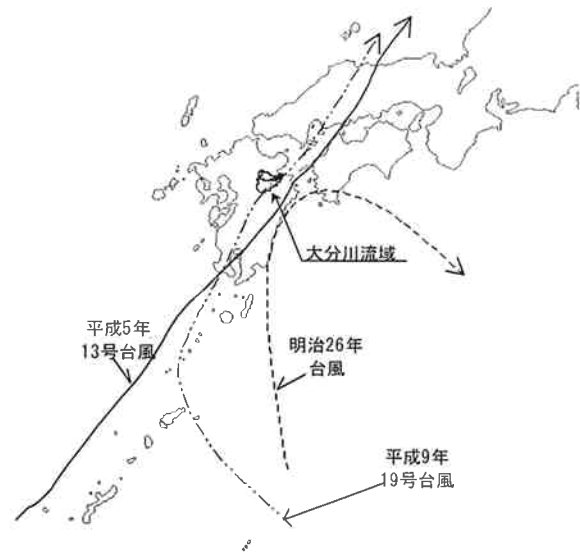 大分川流域
平成5年
13号台風
明治26年
台風
平成9年
19号台風